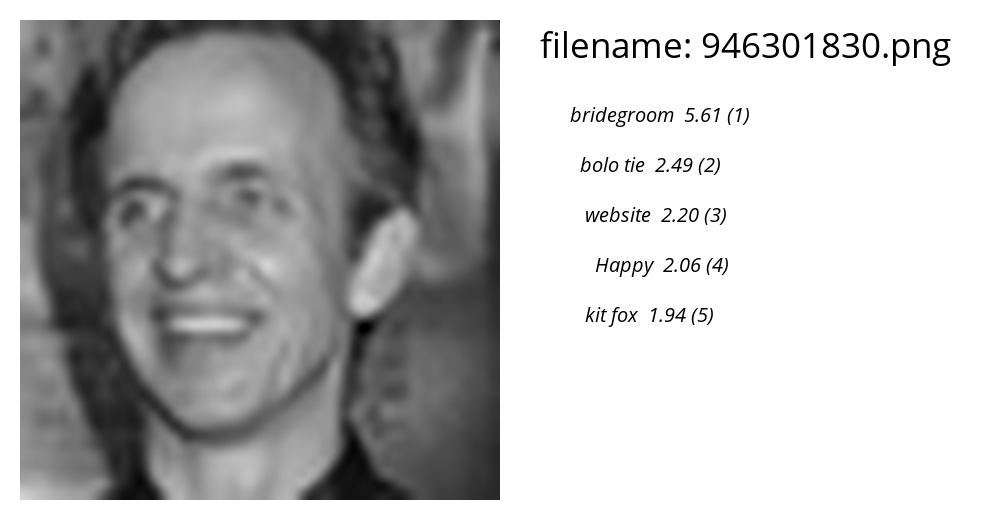 filename: 946301830.png
bridegroom 5.61 (1)
bolo tie 2.49 (2)
website 2.20 (3)
Happy 2.06 (4)
kit fox 1.94 (5)